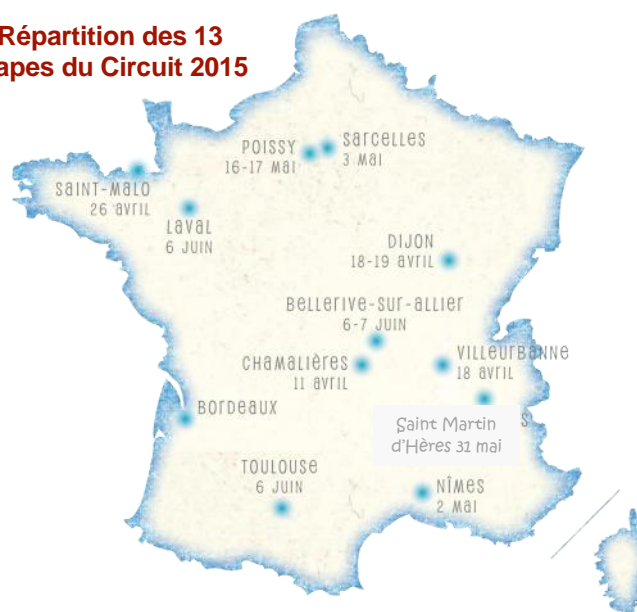 Répartition des 13
apes du Circuit 2015
POISSY
16-17 Mai
Sarcelles
3 Mai
Saint-Malo
26 avril
Laval
6 Juin
Dijon
18-19 avril
Bellerive-sur-Allier
6-7 Juin
Villeurbanne
18 avril
Chamalières
11 avril
Bordeaux
Saint Martin
d'Hères 31 mai
S
Toulouse
6 Juin
Nîmes
2 Mai